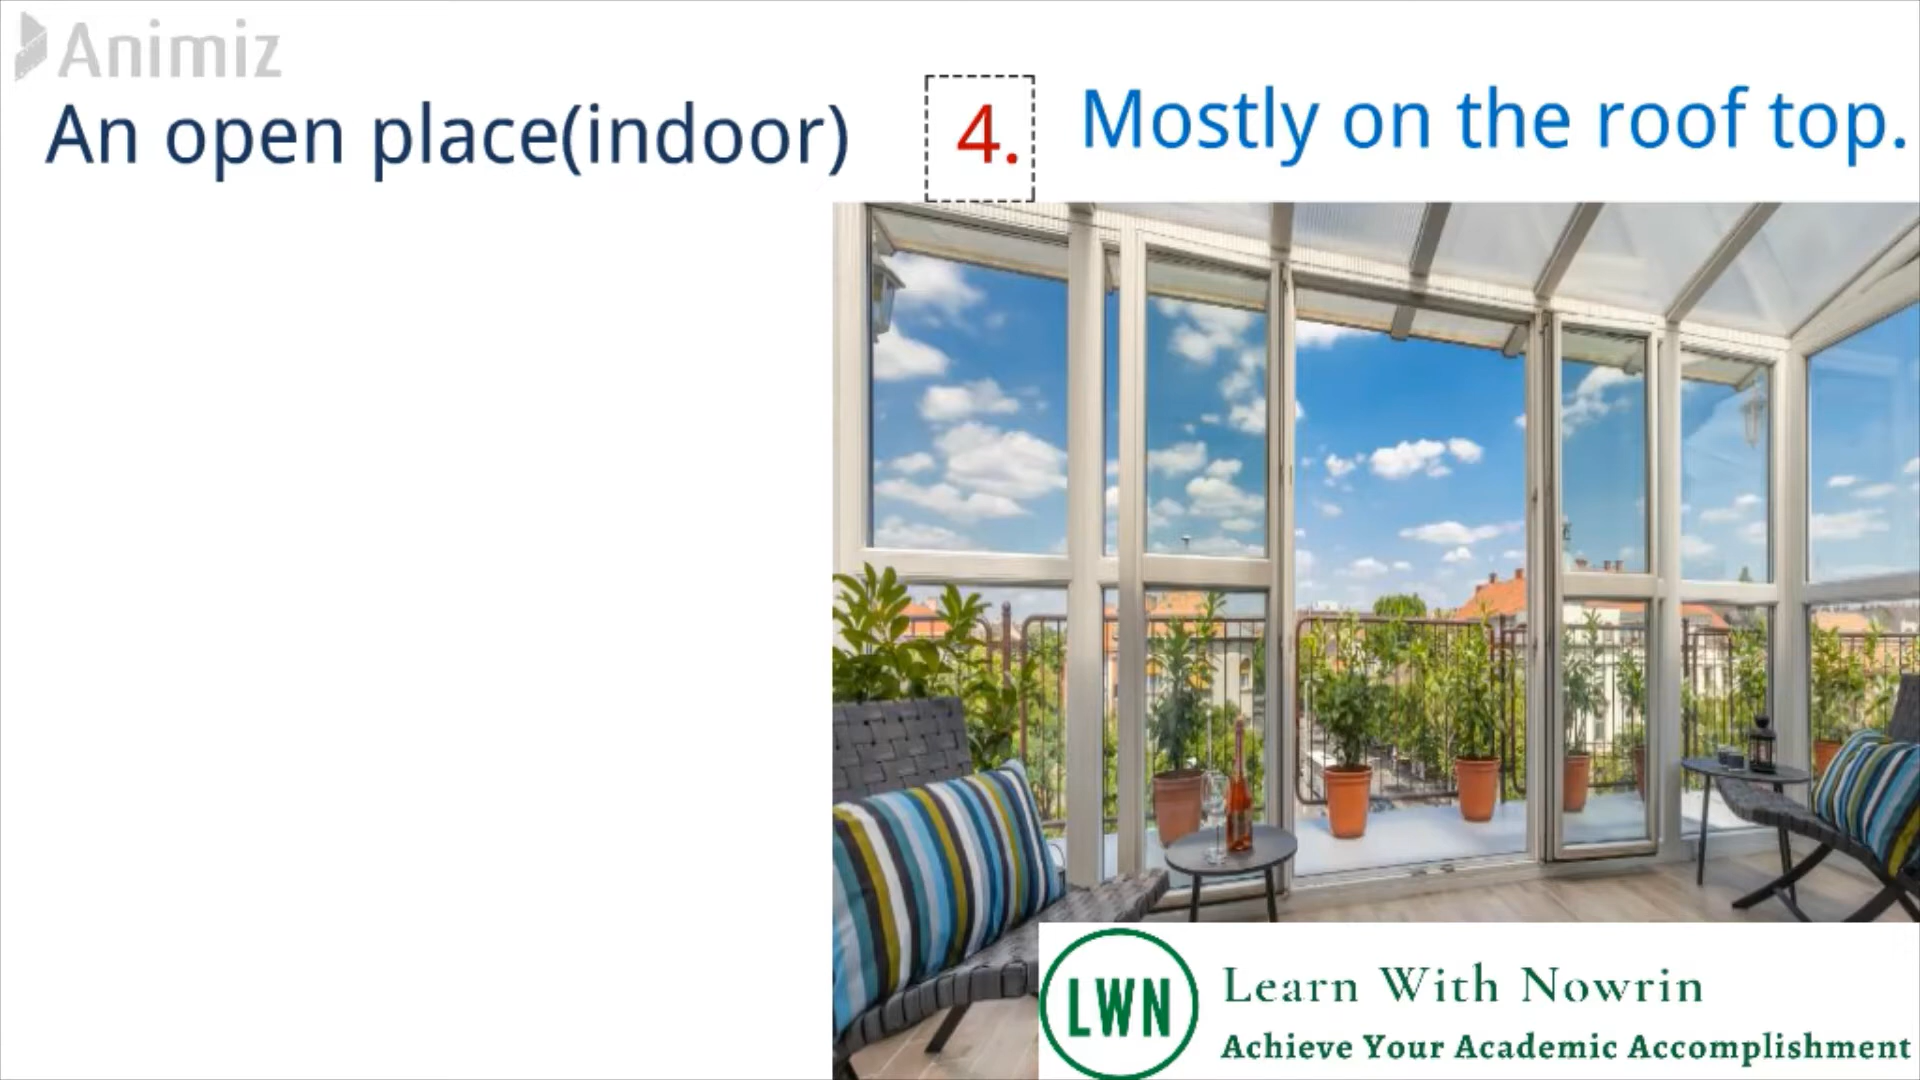 Animiz
An open place(indoor)
4.
Mostly on the roof top.
LWN
Learn With Nowrin
Achieve Your Academic Accomplishment